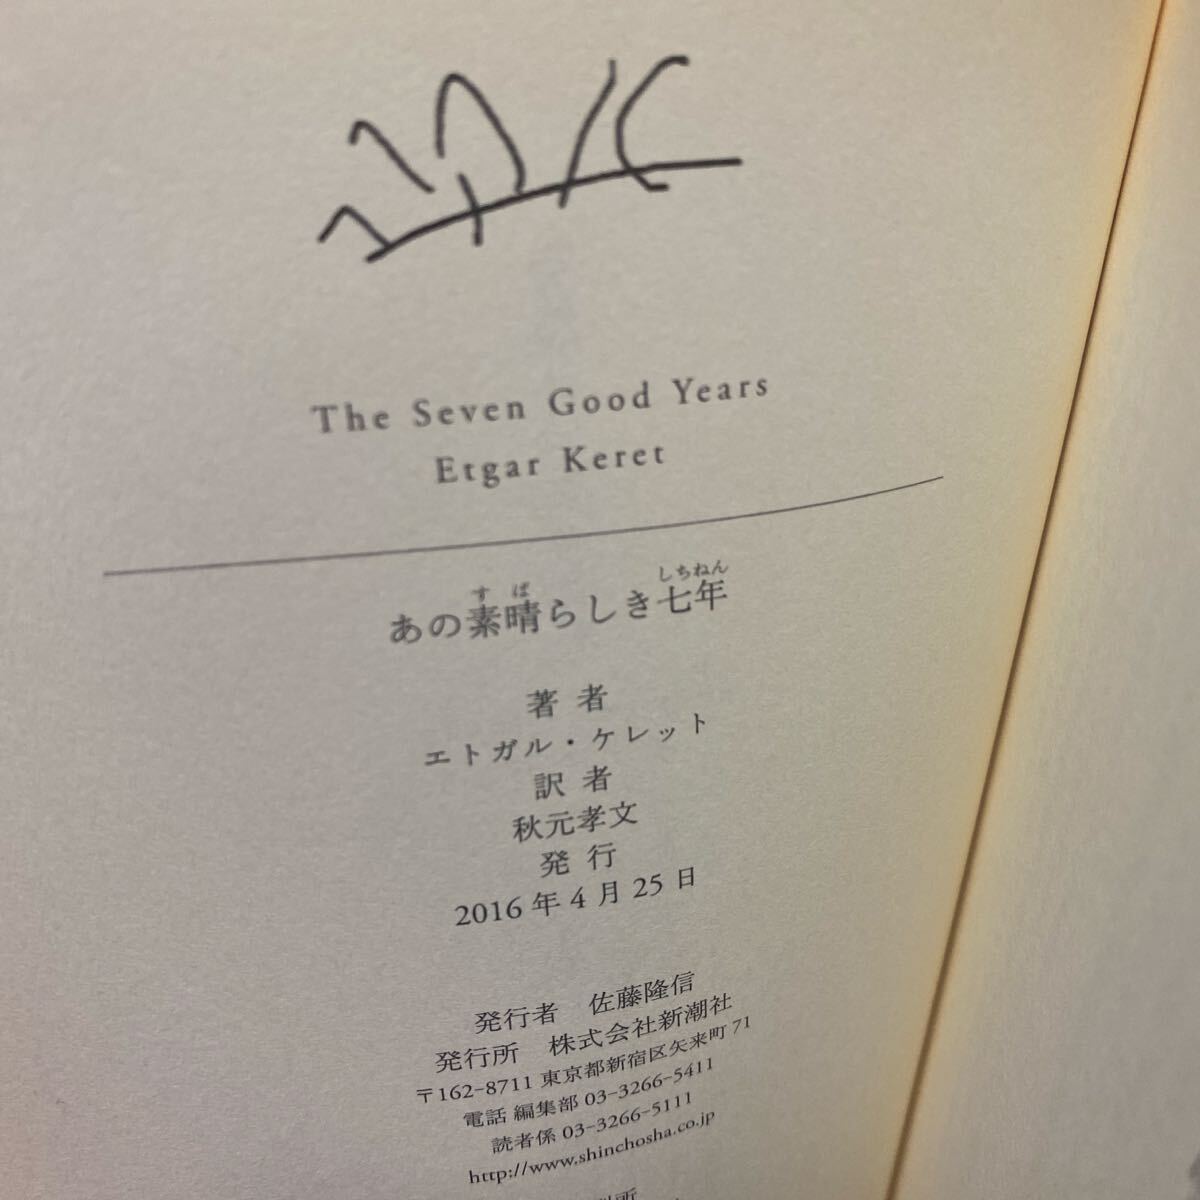 The Seven Good Years
Etgar Keret
あの素晴らしき七年
すば
しちねん
著者
エトガル・ケレット
訳者
秋元孝文
発行
2016年4月25日
発行者 佐藤隆信
発行所 株式会社新潮社
〒162-8711 東京都新宿区矢来町71
電話 編集部 03-3266-5411
読者係 03-3266-5111
http://www.shinchosha.co.jp